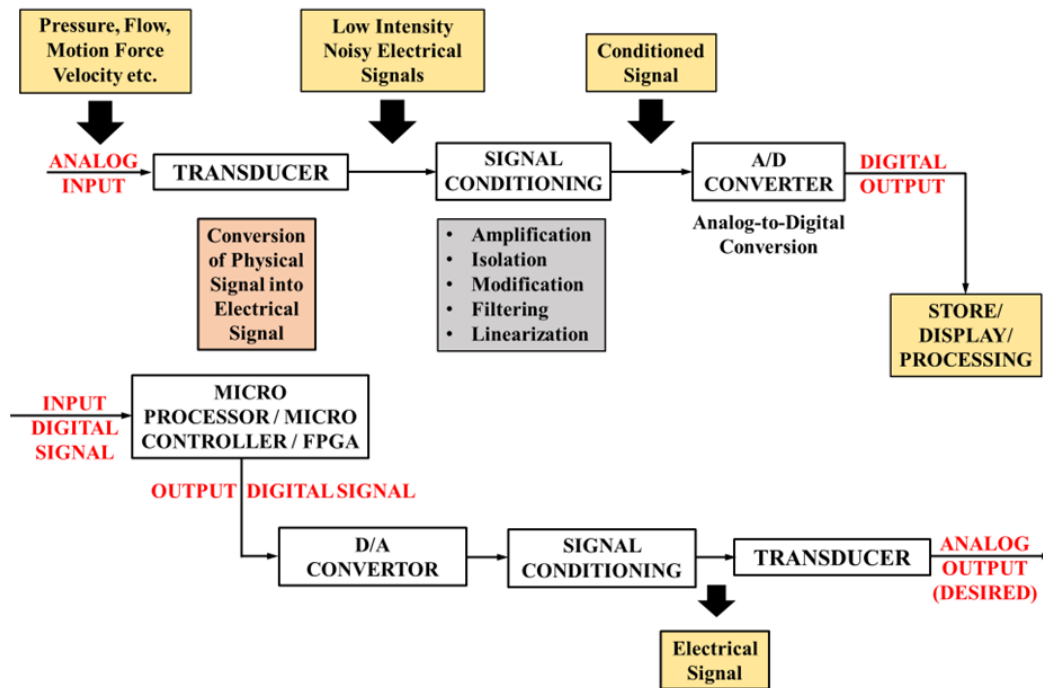 Pressure, Flow,
Motion Force
Velocity etc.
Low Intensity
Noisy Electrical
Signals
Conditioned
Signal
ANALOG
INPUT
TRANSDUCER
SIGNAL
CONDITIONING
A/D
CONVERTER
DIGITAL
OUTPUT
Conversion
of Physical
Signal into
Electrical
Signal
• Amplification
• Isolation
• Modification
• Filtering
• Linearization
Analog-to-Digital
Conversion
STORE/
DISPLAY/
PROCESSING
INPUT
DIGITAL
SIGNAL
MICRO
PROCESSOR / MICRO
CONTROLLER / FPGA
OUTPUT DIGITAL SIGNAL
D/A
CONVERTOR
SIGNAL
CONDITIONING
TRANSDUCER
ANALOG
OUTPUT
(DESIRED)
Electrical
Signal